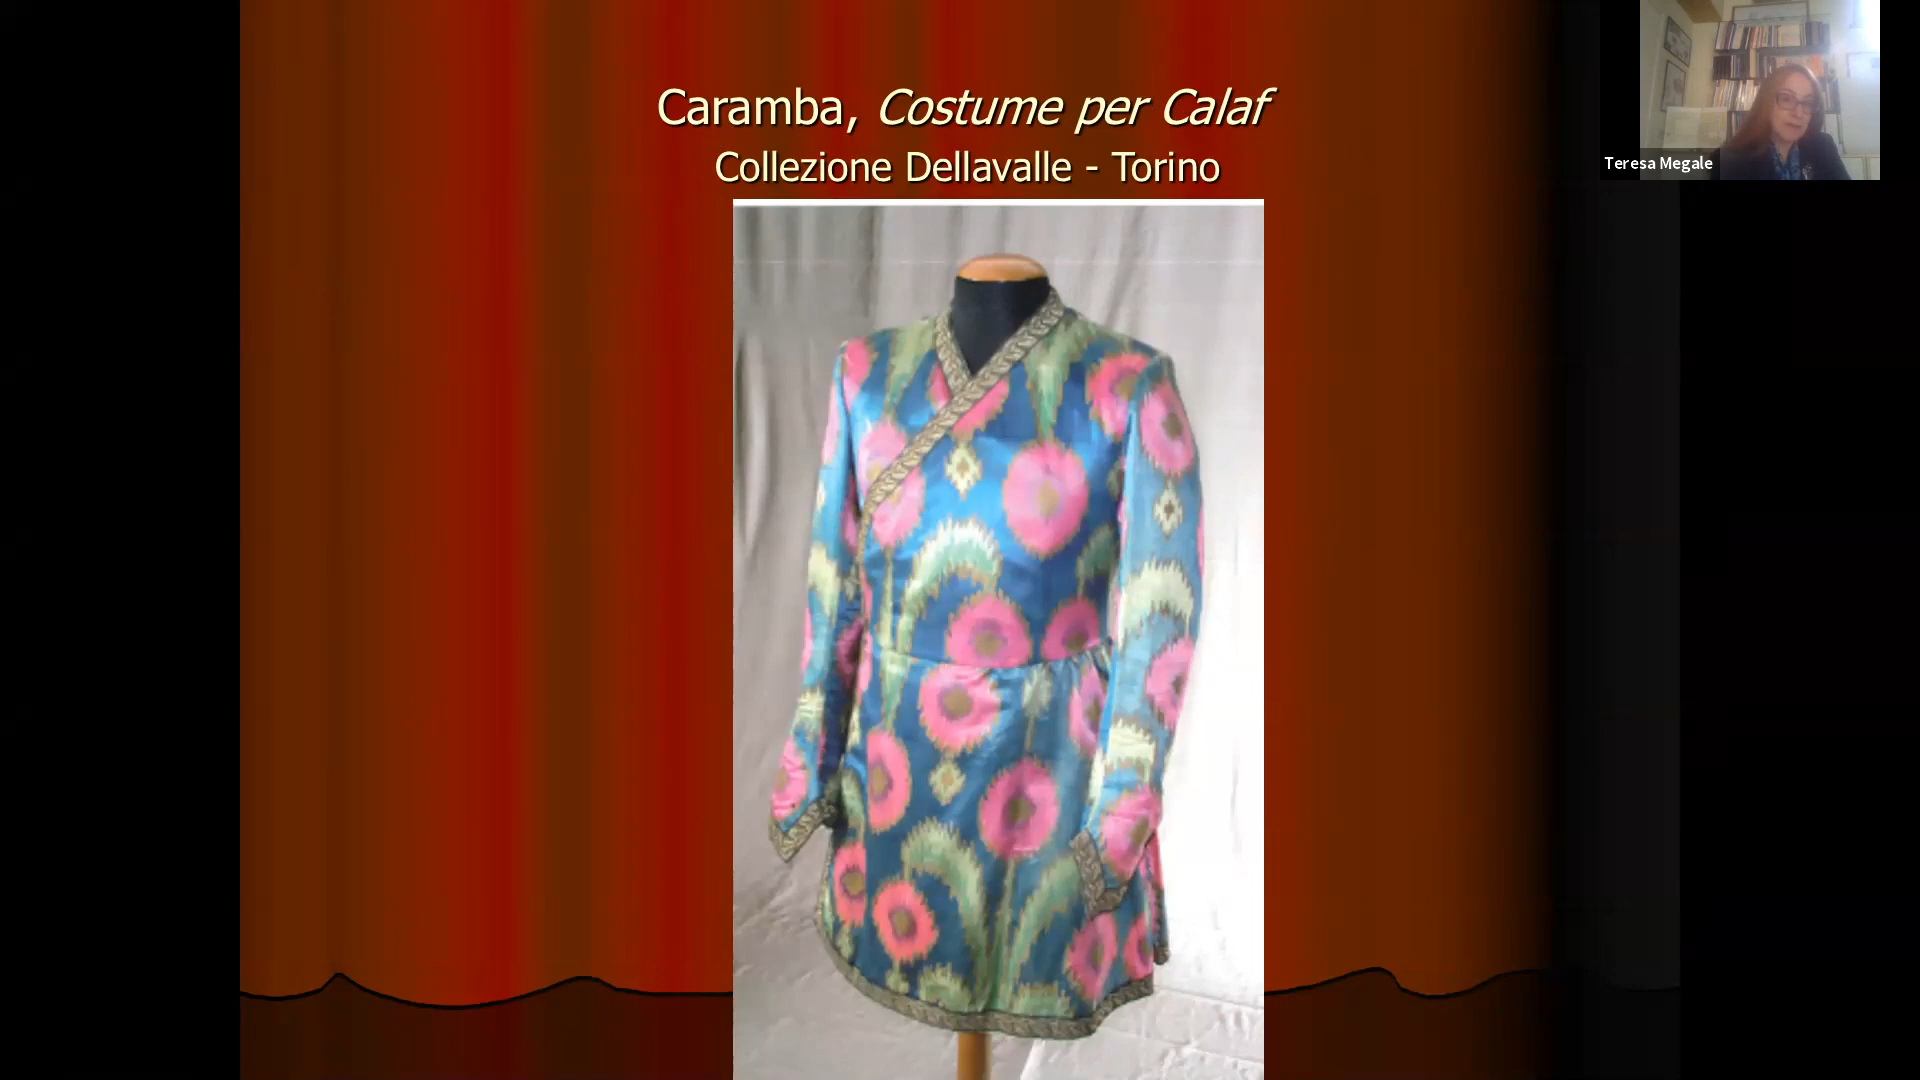 Caramba, Costume per Calaf
Collezione Dellavalle - Torino
Teresa Megale